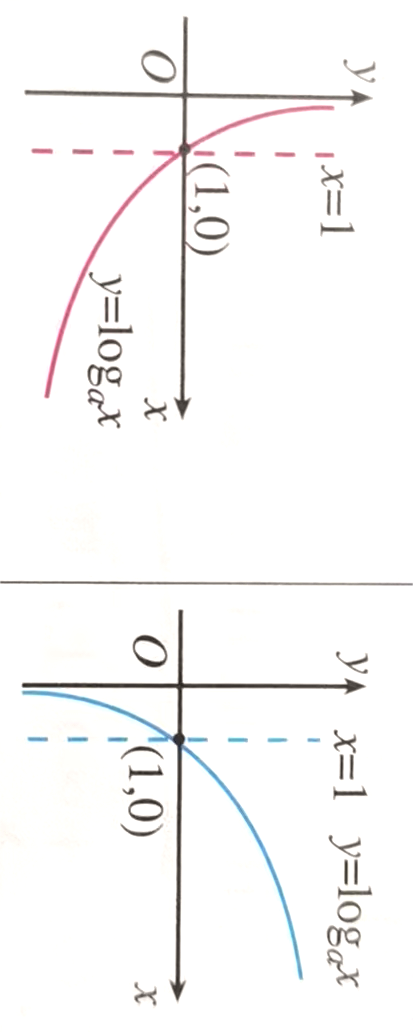 y
x=1
O
(1,0)
x
y=logₐx
y
x=1
y=logₐx
O
(1,0)
x